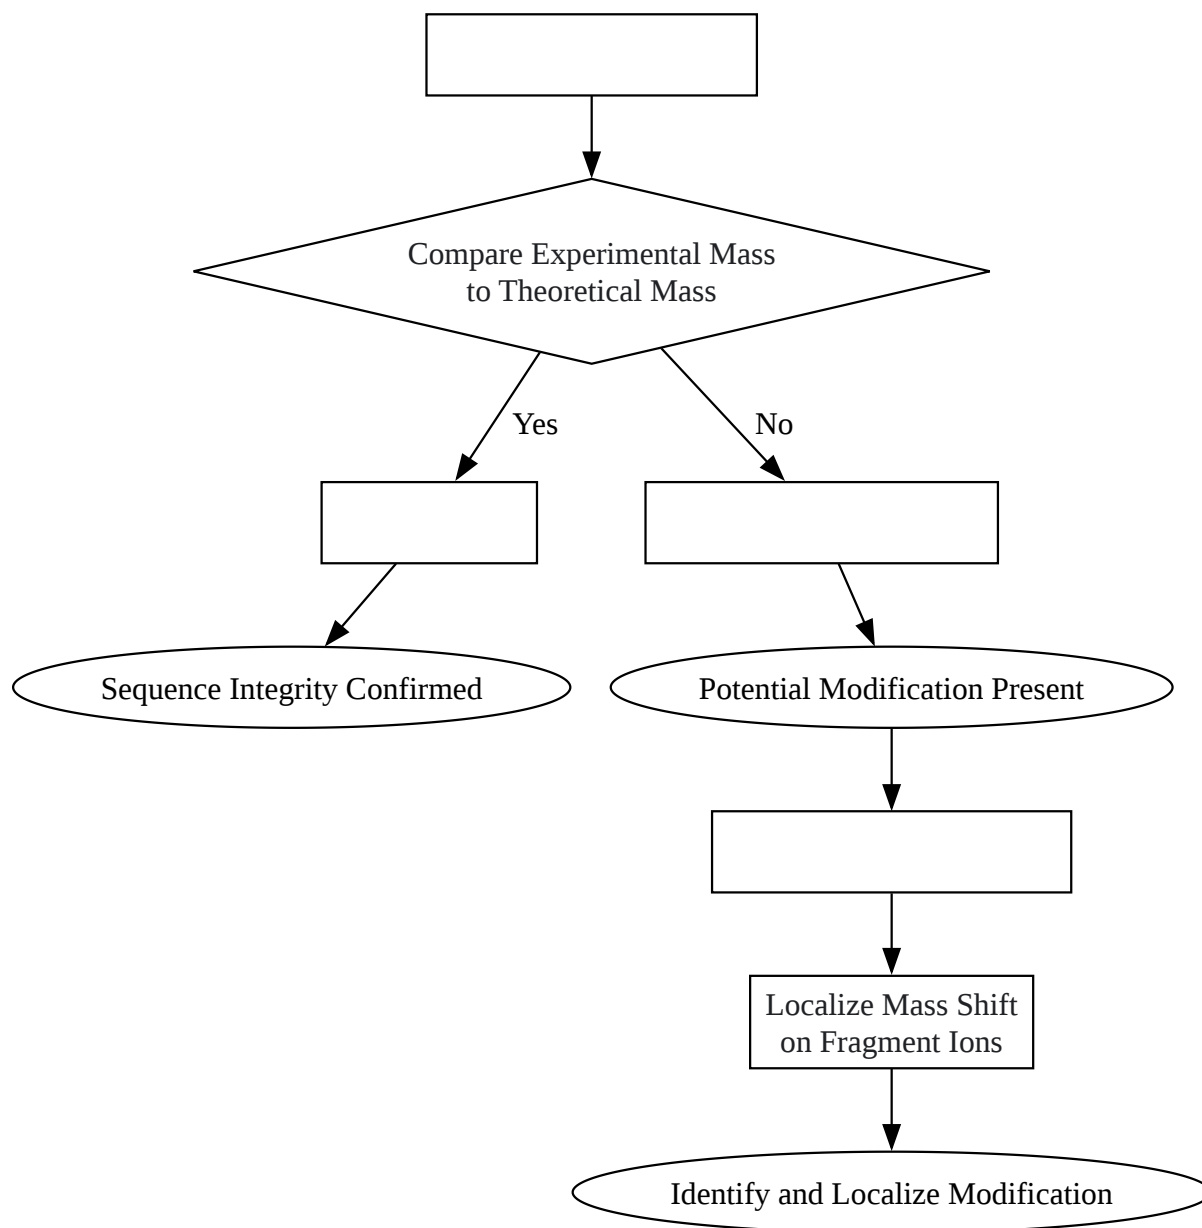 Compare Experimental Mass
to Theoretical Mass
Yes
No
Sequence Integrity Confirmed
Potential Modification Present
Localize Mass Shift
on Fragment Ions
Identify and Localize Modification